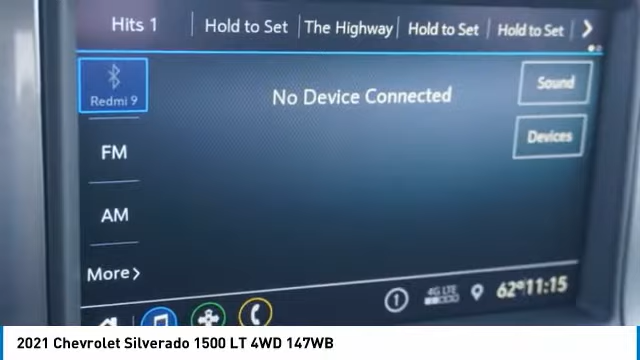 Hits 1 Hold to Set The Highway Hold to Set Hold to Set
Redmi 9
No Device Connected
Sound
Devices
FM
AM
More
1 4G LTE 62° 11:15
2021 Chevrolet Silverado 1500 LT 4WD 147WB